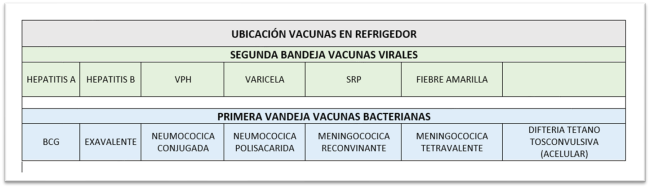 UBICACIÓN VACUNAS EN REFRIGEDOR
SEGUNDA BANDEJA VACUNAS VIRALES
HEPATITIS A HEPATITIS B VPH VARICELA SRP FIEBRE AMARILLA
PRIMERA VANDEJA VACUNAS BACTERIANAS
BCG EXAVALENTE NEUMOCOCICA CONJUGADA NEUMOCOCICA POLISACARIDA MENINGOCOCICA RECONVINANTE MENINGOCOCICA TETRAVALENTE DIFTERIA TETANO TOSCONVULSIVA (ACELULAR)